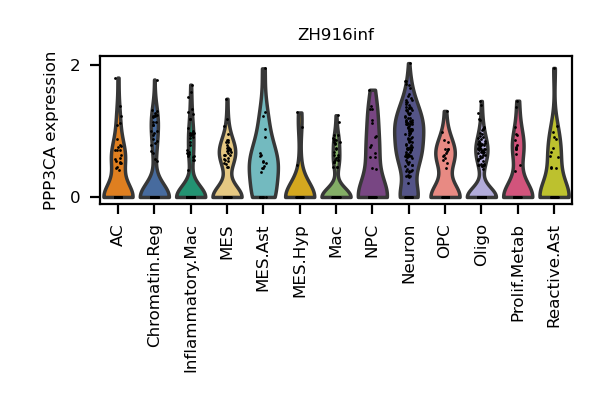 ZH916inf
PPP3CA expression
2
0
AC
Chromatin.Reg
Inflammatory.Mac
MES
MES.Ast
MES.Hyp
Mac
NPC
Neuron
OPC
Oligo
Prolif.Metab
Reactive.Ast